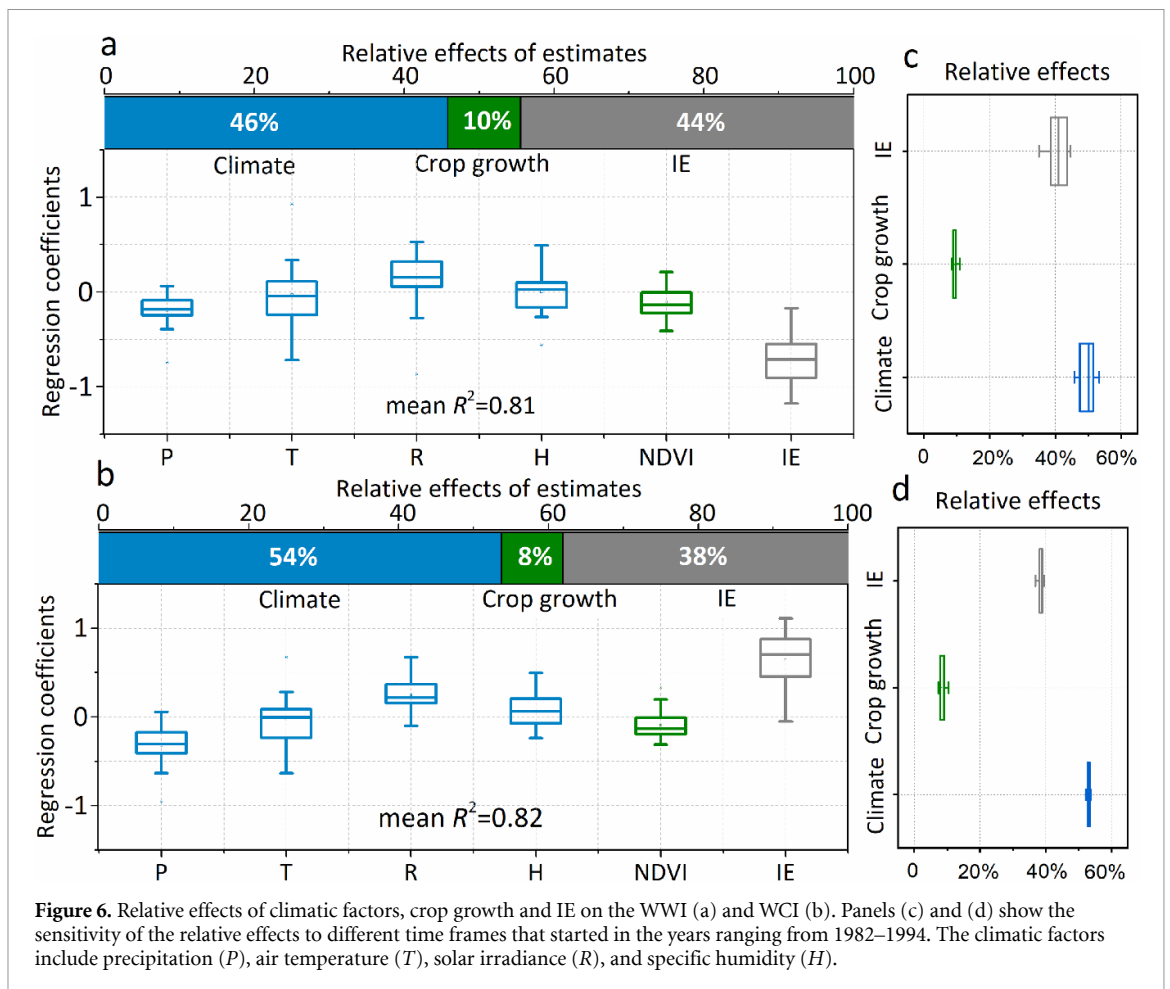 a
Relative effects of estimates
0 20 40 60 80 100
46% 10% 44%
Climate Crop growth IE
Regression coefficients
1
0
-1
mean R²=0.81
P T R H NDVI IE
c
Relative effects
IE
Crop growth
Climate
0 20% 40% 60%
b
Relative effects of estimates
0 20 40 60 80 100
54% 8% 38%
Climate Crop growth IE
Regression coefficients
1
0
-1
mean R²=0.82
P T R H NDVI IE
d
Relative effects
IE
Crop growth
Climate
0 20% 40% 60%
Figure 6. Relative effects of climatic factors, crop growth and IE on the WWI (a) and WCI (b). Panels (c) and (d) show the
sensitivity of the relative effects to different time frames that started in the years ranging from 1982–1994. The climatic factors
include precipitation (P), air temperature (T), solar irradiance (R), and specific humidity (H).